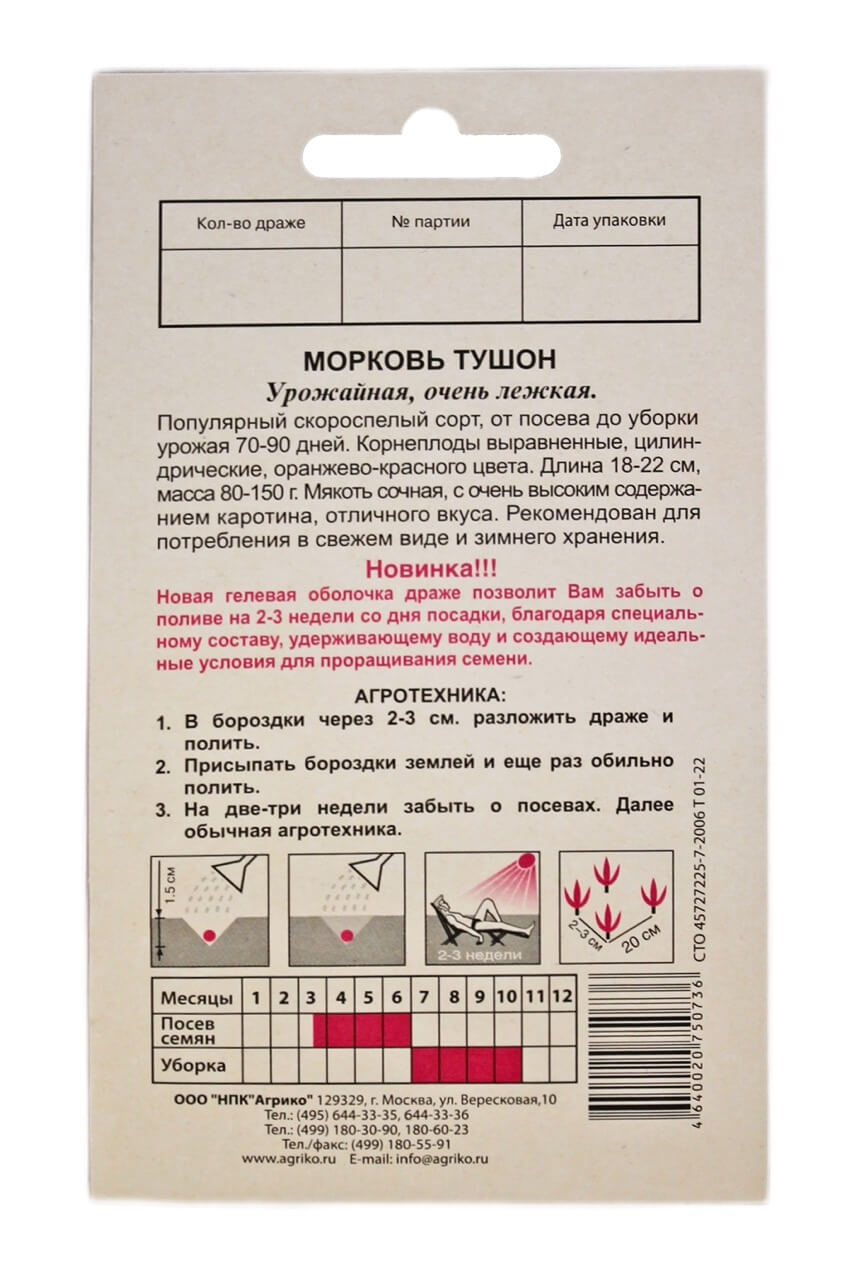 Кол-во драже № партии Дата упаковки
МОРКОВЬ ТУШОН
Урожайная, очень лежкая.
Популярный скороспелый сорт, от посева до уборки
урожая 70-90 дней. Корнеплоды выравненные, цилин-
дрические, оранжево-красного цвета. Длина 18-22 см,
масса 80-150 г. Мякоть сочная, с очень высоким содержа-
нием каротина, отличного вкуса. Рекомендован для
потребления в свежем виде и зимнего хранения.
Новинка!!!
Новая гелевая оболочка драже позволит Вам забыть о
поливе на 2-3 недели со дня посадки, благодаря специаль-
ному составу, удерживающему воду и создающему идеаль-
ные условия для проращивания семени.
АГРОТЕХНИКА:
1. В бороздки через 2-3 см. разложить драже и
полить.
2. Присыпать бороздки землей и еще раз обильно
полить.
3. На две-три недели забыть о посевах. Далее
обычная агротехника.
1.5 см
2-3 недели
2-3 см
20 см
СТО 45727225-7-2006 Т 01-22
Месяцы 1 2 3 4 5 6 7 8 9 10 11 12
Посев
семян
Уборка
4 640020 750736
ООО "НПК"Агрико" 129329, г. Москва, ул. Вересковая,10
Тел.: (495) 644-33-35, 644-33-36
Тел.: (499) 180-30-90, 180-60-23
Тел./факс: (499) 180-55-91
www.agriko.ru E-mail: info@agriko.ru